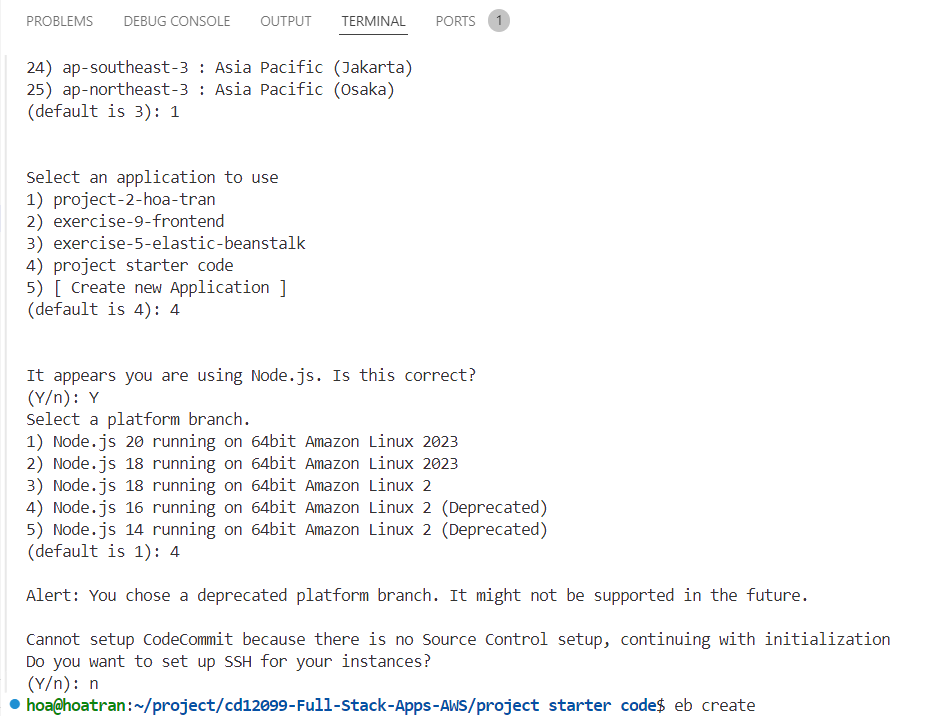 PROBLEMS DEBUG CONSOLE OUTPUT TERMINAL PORTS 1
24) ap-southeast-3 : Asia Pacific (Jakarta)
25) ap-northeast-3 : Asia Pacific (Osaka)
(default is 3): 1
Select an application to use
1) project-2-hoa-tran
2) exercise-9-frontend
3) exercise-5-elastic-beanstalk
4) project starter code
5) [ Create new Application ]
(default is 4): 4
It appears you are using Node.js. Is this correct?
(Y/n): Y
Select a platform branch.
1) Node.js 20 running on 64bit Amazon Linux 2023
2) Node.js 18 running on 64bit Amazon Linux 2023
3) Node.js 18 running on 64bit Amazon Linux 2
4) Node.js 16 running on 64bit Amazon Linux 2 (Deprecated)
5) Node.js 14 running on 64bit Amazon Linux 2 (Deprecated)
(default is 1): 4
Alert: You chose a deprecated platform branch. It might not be supported in the future.
Cannot setup CodeCommit because there is no Source Control setup, continuing with initialization
Do you want to set up SSH for your instances?
(Y/n): n
hoa@hoatran:~/project/cd12099-Full-Stack-Apps-AWS/project starter code$ eb create